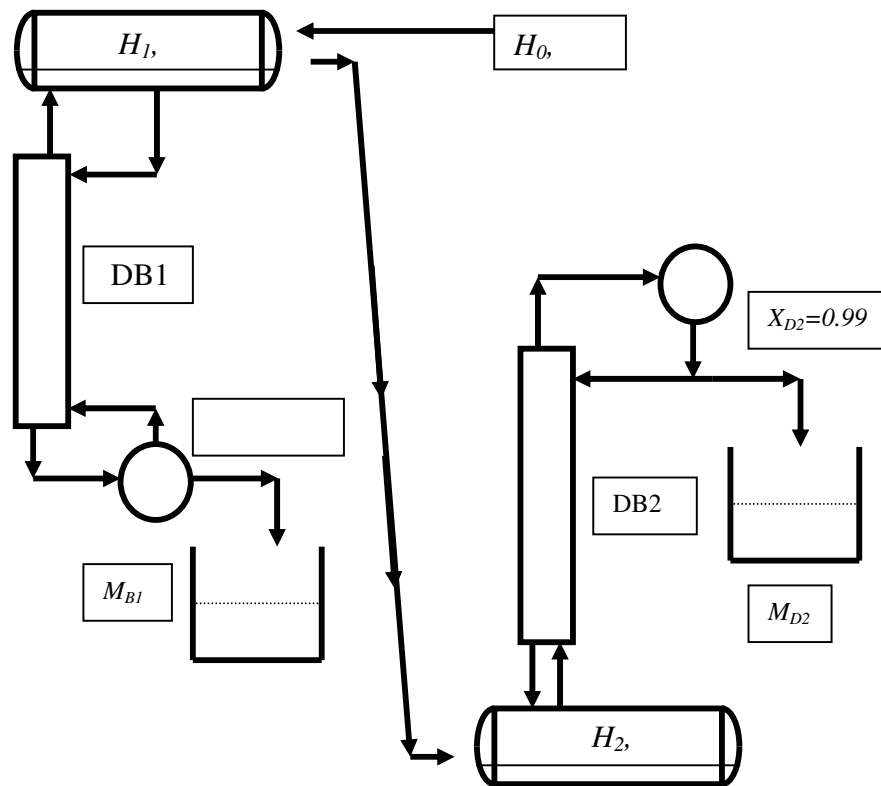 H1,
H0,
DB1
XD2=0.99
DB2
MB1
MD2
H2,